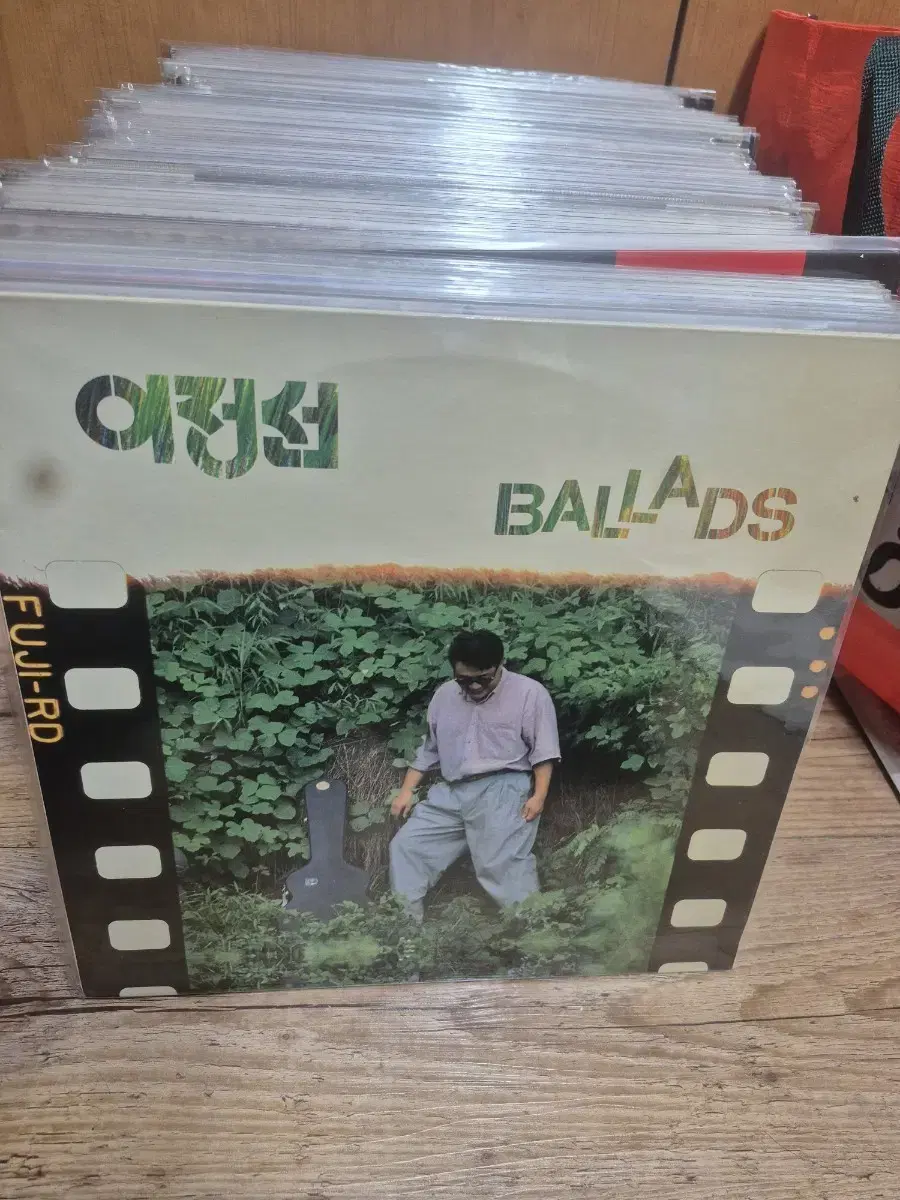 이정선
BALLADS
FUJI-RD